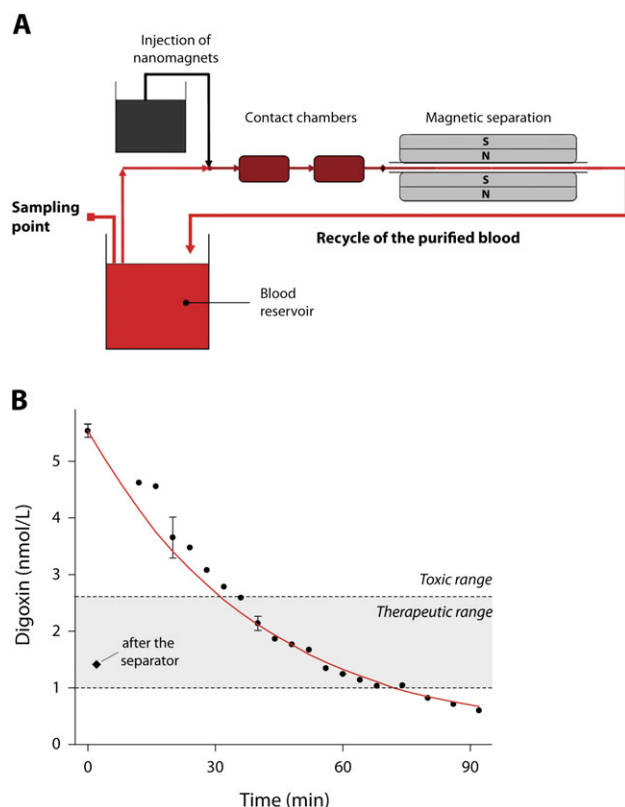 A
Injection of
nanomagnets
Contact chambers
Magnetic separation
S
N
S
N
Sampling
point
Recycle of the purified blood
Blood
reservoir
B
Digoxin (nmol/L)
5
4
3
2
1
0
Toxic range
Therapeutic range
after the
separator
0
30
60
90
Time (min)